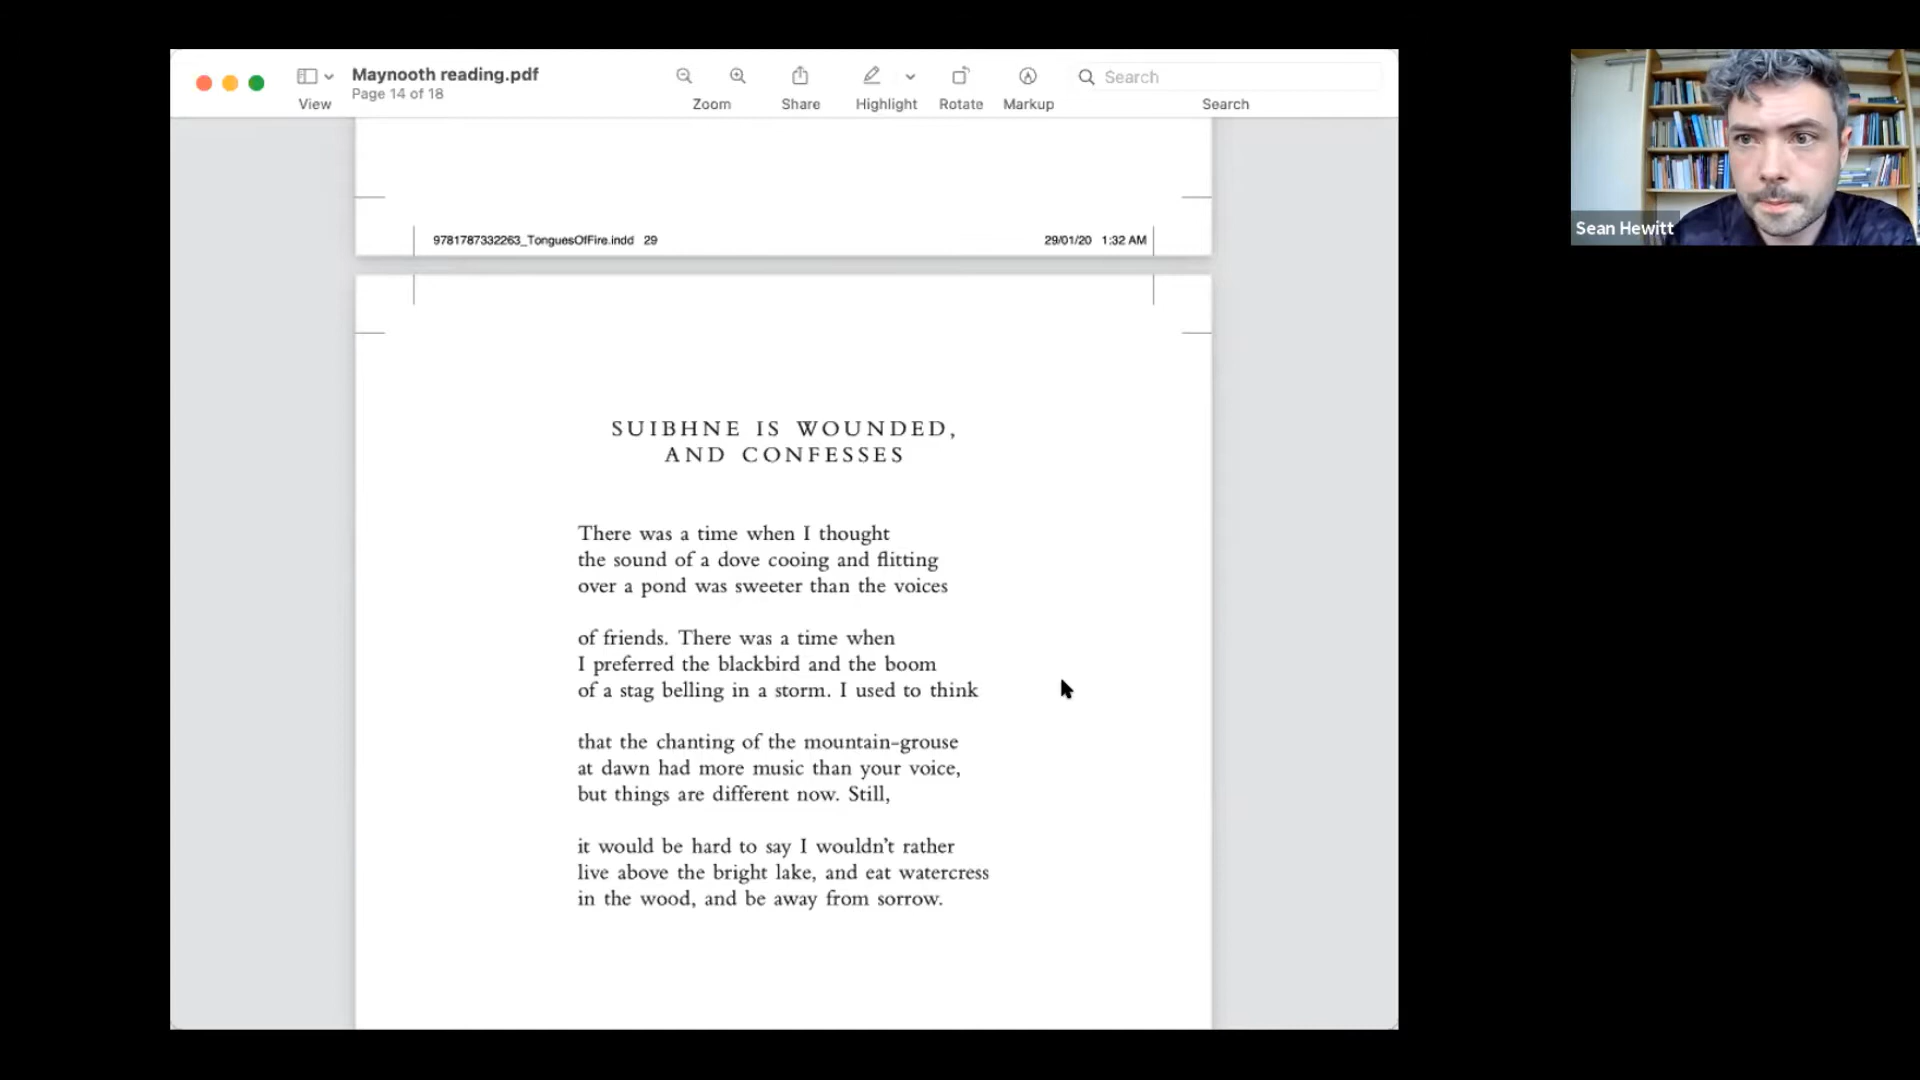 Maynooth reading.pdf
Page 14 of 18
View
Zoom
Share
Highlight
Rotate
Markup
Search
Search
9781787332263_TonguesOfFire.indd 29
29/01/20 1:32 AM
SUIBHNE IS WOUNDED,
AND CONFESSES
There was a time when I thought
the sound of a dove cooing and flitting
over a pond was sweeter than the voices
of friends. There was a time when
I preferred the blackbird and the boom
of a stag belling in a storm. I used to think
that the chanting of the mountain-grouse
at dawn had more music than your voice,
but things are different now. Still,
it would be hard to say I wouldn't rather
live above the bright lake, and eat watercress
in the wood, and be away from sorrow.
Sean Hewitt